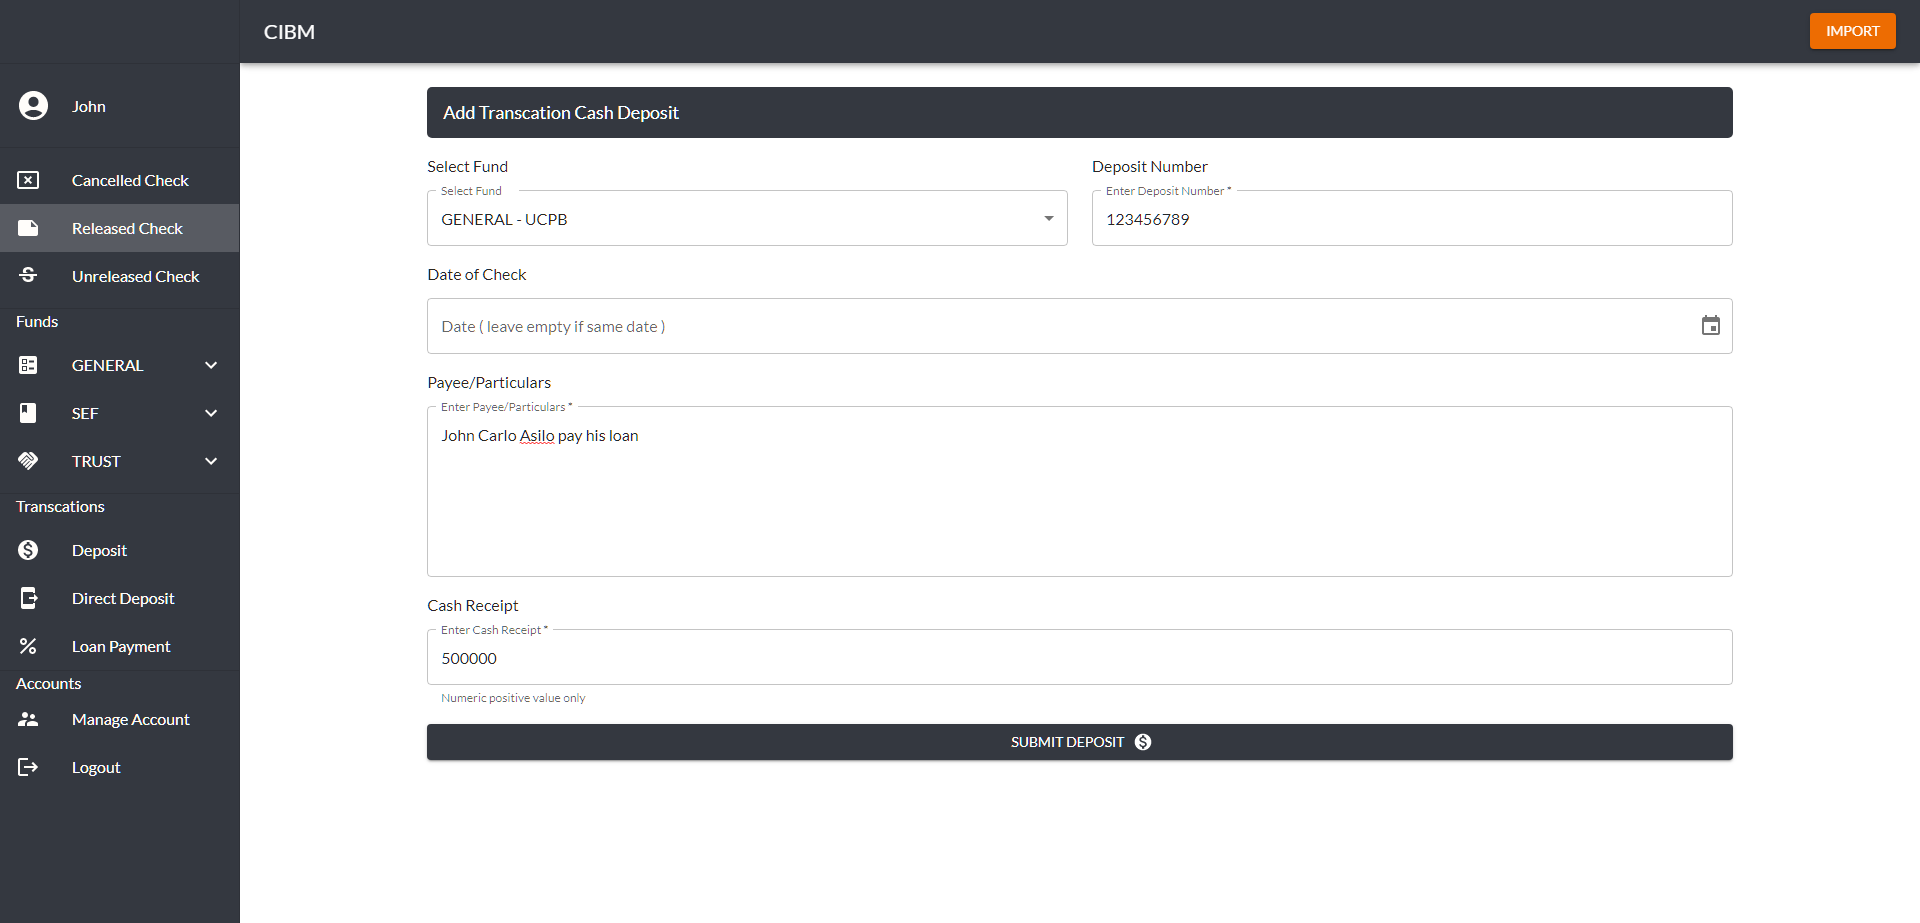 CIBM
IMPORT
John
Cancelled Check
Released Check
Unreleased Check
Funds
GENERAL
SEF
TRUST
Transcations
Deposit
Direct Deposit
Loan Payment
Accounts
Manage Account
Logout
Add Transcation Cash Deposit
Select Fund
Select Fund
GENERAL - UCPB
Deposit Number
Enter Deposit Number *
123456789
Date of Check
Date ( leave empty if same date )
Payee/Particulars
Enter Payee/Particulars *
John Carlo Asilo pay his loan
Cash Receipt
Enter Cash Receipt *
500000
Numeric positive value only
SUBMIT DEPOSIT